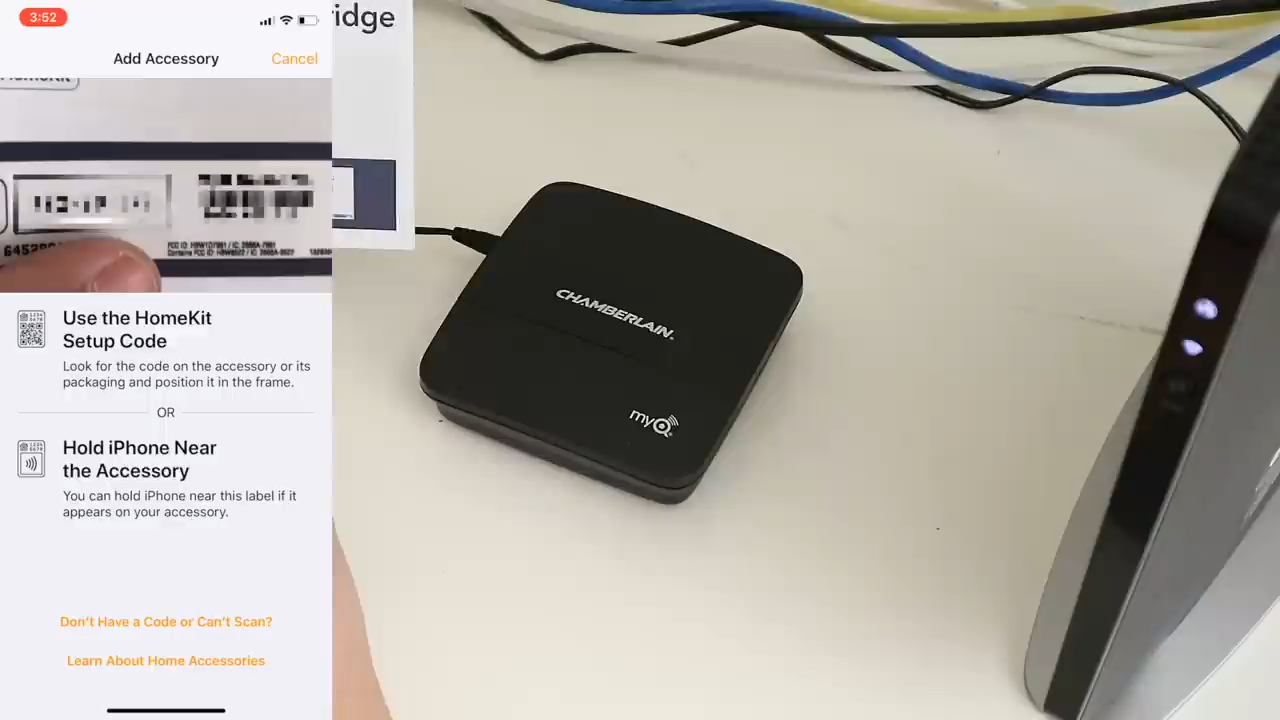 3:52
Add Accessory
Cancel
Use the HomeKit
Setup Code
Look for the code on the accessory or its
packaging and position it in the frame.
OR
Hold iPhone Near
the Accessory
You can hold iPhone near this label if it
appears on your accessory.
Don't Have a Code or Can't Scan?
Learn About Home Accessories
idge
CHAMBERLAIN
myQ